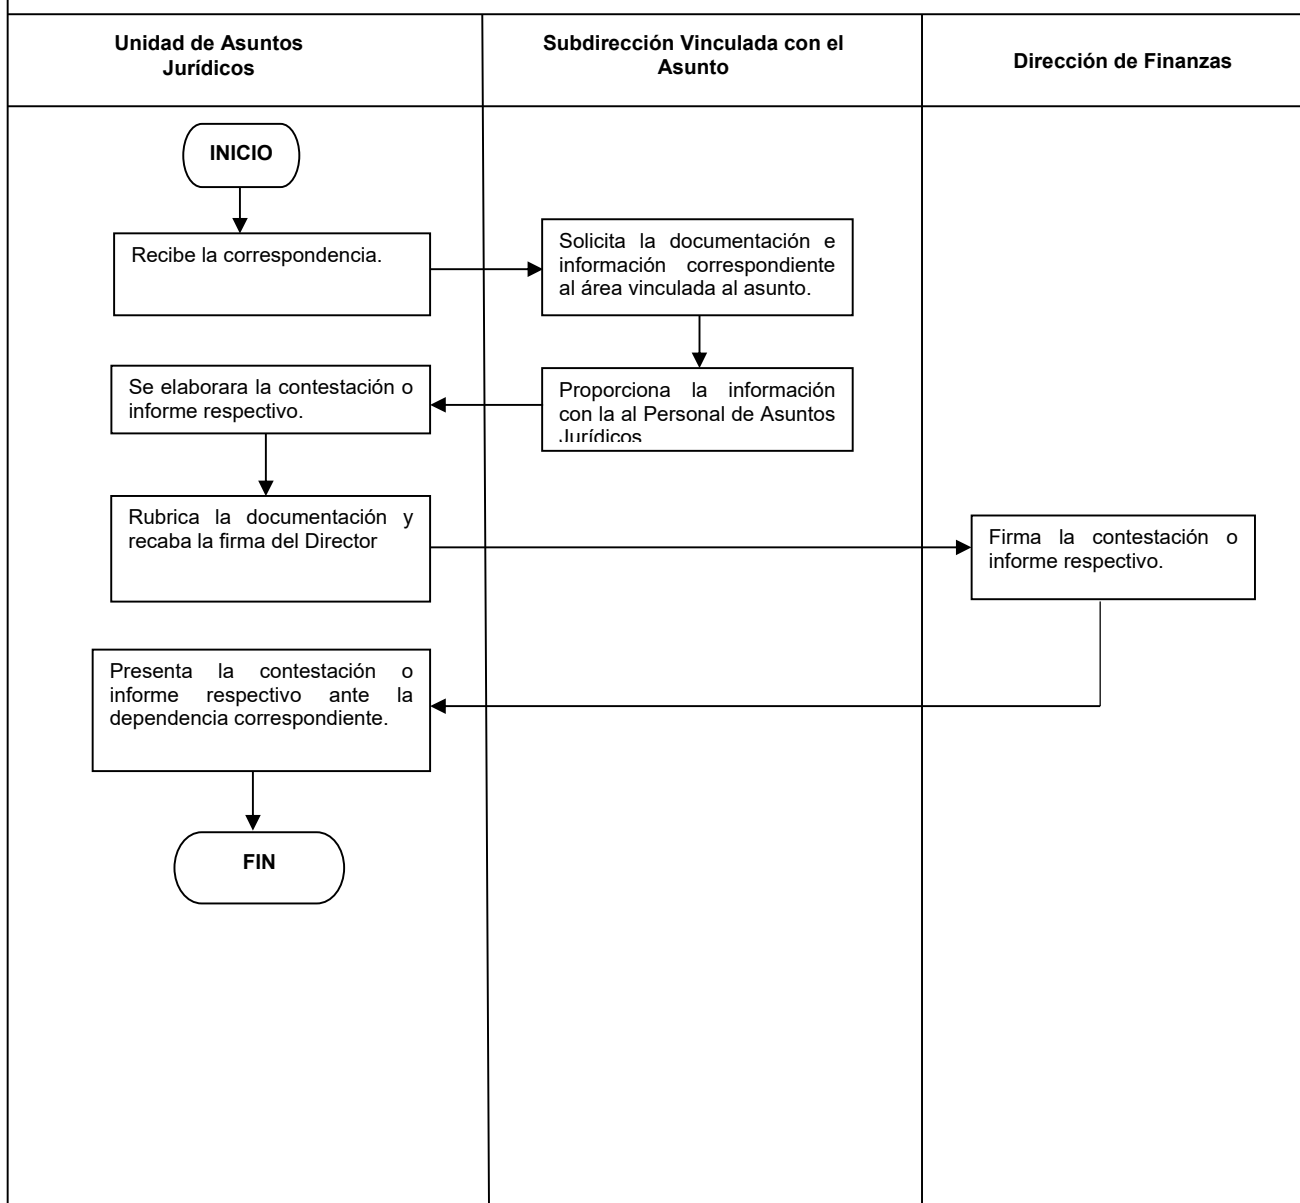 Unidad de Asuntos
Jurídicos
Subdirección Vinculada con el
Asunto
Dirección de Finanzas
INICIO
Recibe la correspondencia.
Solicita la documentación e
información correspondiente
al área vinculada al asunto.
Se elaborara la contestación o
informe respectivo.
Proporciona la información
con la al Personal de Asuntos
Jurídicos
Rubrica la documentación y
recaba la firma del Director
Firma la contestación o
informe respectivo.
Presenta la contestación o
informe respectivo ante la
dependencia correspondiente.
FIN